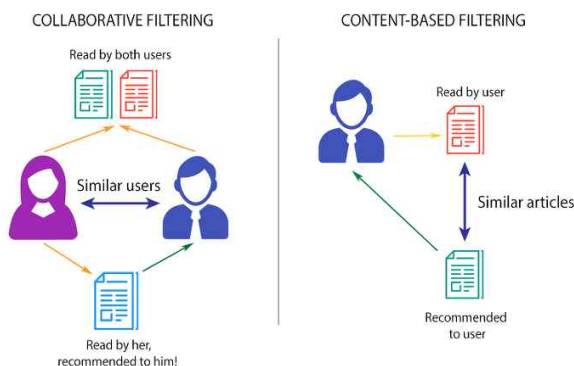 COLLABORATIVE FILTERING
Read by both users
Similar users
Read by her,
recommended to him!
CONTENT-BASED FILTERING
Read by user
Similar articles
Recommended
to user